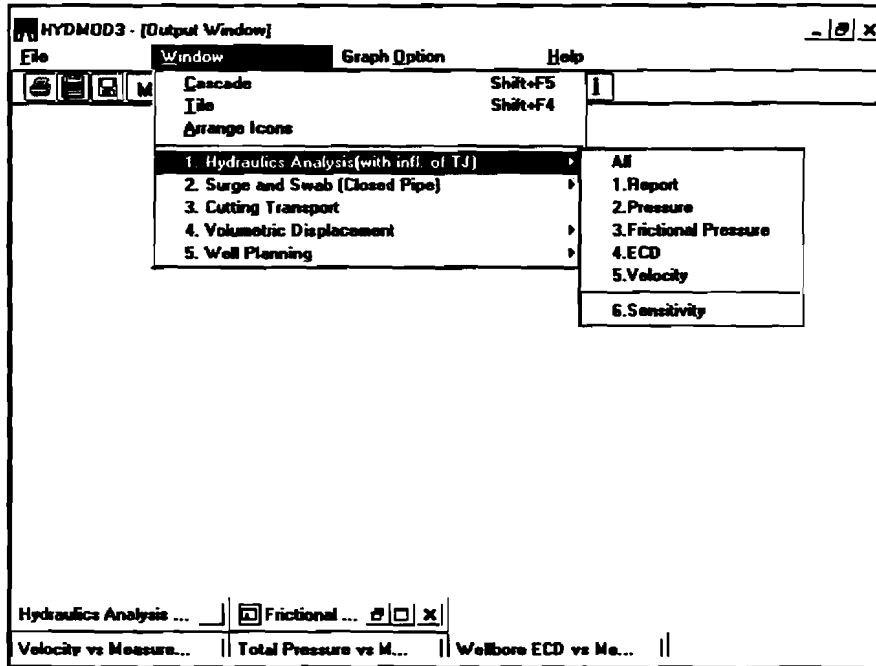 HYDMOD3 - [Output Window]
File Window Graph Option Help
M
Cascade Shift+F5
Tile Shift+F4
Arrange Icons
1. Hydraulics Analysis(with infl. of TJ)
2. Surge and Swab (Closed Pipe)
3. Cutting Transport
4. Volumetric Displacement
5. Well Planning
All
1.Report
2.Pressure
3.Frictional Pressure
4.ECD
5.Velocity
6.Sensitivity
Hydraulics Analysis ... Frictional ...
Velocity vs Measure... Total Pressure vs M... Wellbore ECD vs Me...